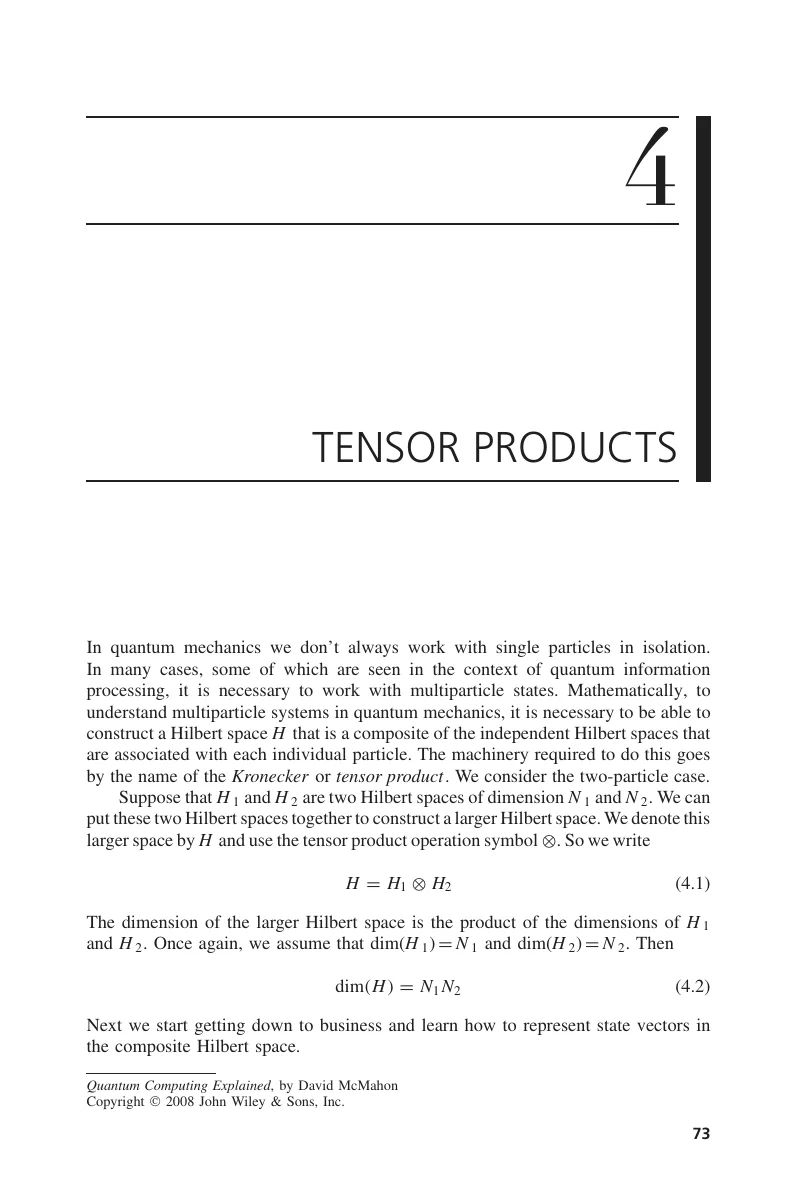 4
TENSOR PRODUCTS
In quantum mechanics we don’t always work with single particles in isolation.
In many cases, some of which are seen in the context of quantum information
processing, it is necessary to work with multiparticle states. Mathematically, to
understand multiparticle systems in quantum mechanics, it is necessary to be able to
construct a Hilbert space H that is a composite of the independent Hilbert spaces that
are associated with each individual particle. The machinery required to do this goes
by the name of the Kronecker or tensor product. We consider the two-particle case.
Suppose that H₁ and H₂ are two Hilbert spaces of dimension N₁ and N₂. We can
put these two Hilbert spaces together to construct a larger Hilbert space. We denote this
larger space by H and use the tensor product operation symbol ⊗. So we write
H = H₁ ⊗ H₂ (4.1)
The dimension of the larger Hilbert space is the product of the dimensions of H₁
and H₂. Once again, we assume that dim(H₁) = N₁ and dim(H₂) = N₂. Then
dim(H) = N₁N₂ (4.2)
Next we start getting down to business and learn how to represent state vectors in
the composite Hilbert space.
Quantum Computing Explained, by David McMahon
Copyright © 2008 John Wiley & Sons, Inc.
73